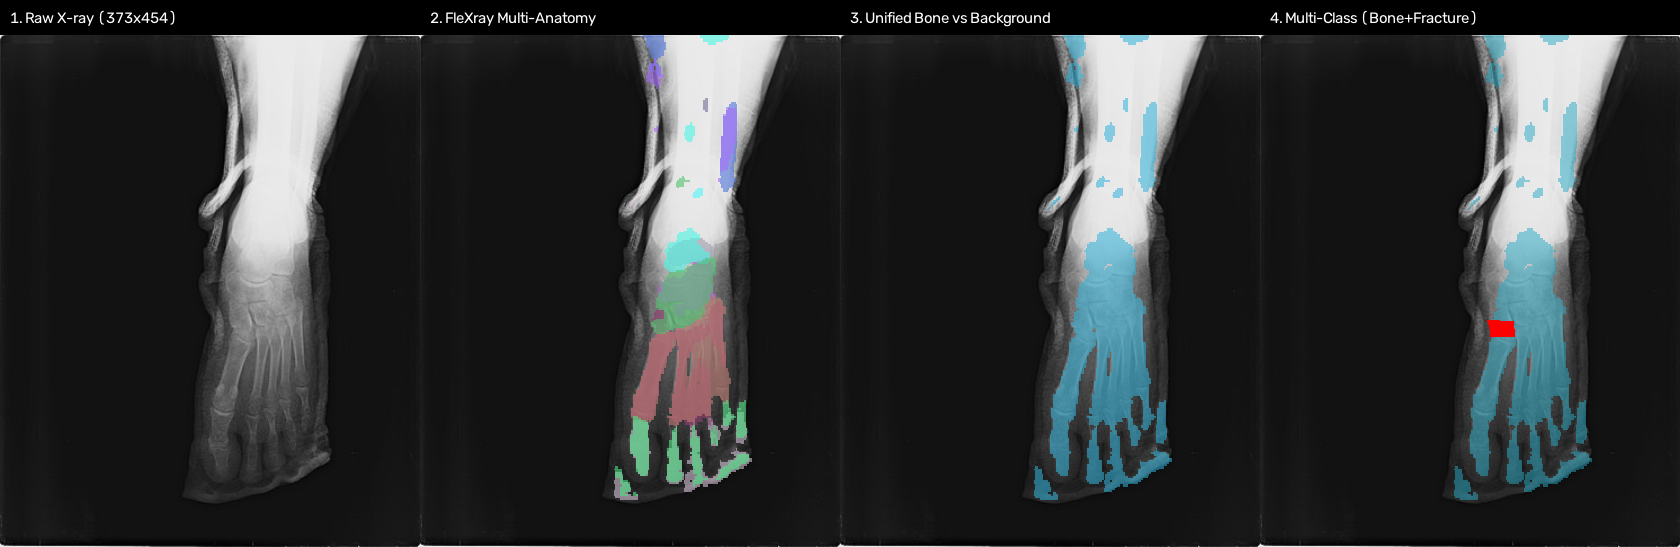 1. Raw X-ray (373x454)
2. FleXray Multi-Anatomy
3. Unified Bone vs Background
4. Multi-Class (Bone+Fracture)